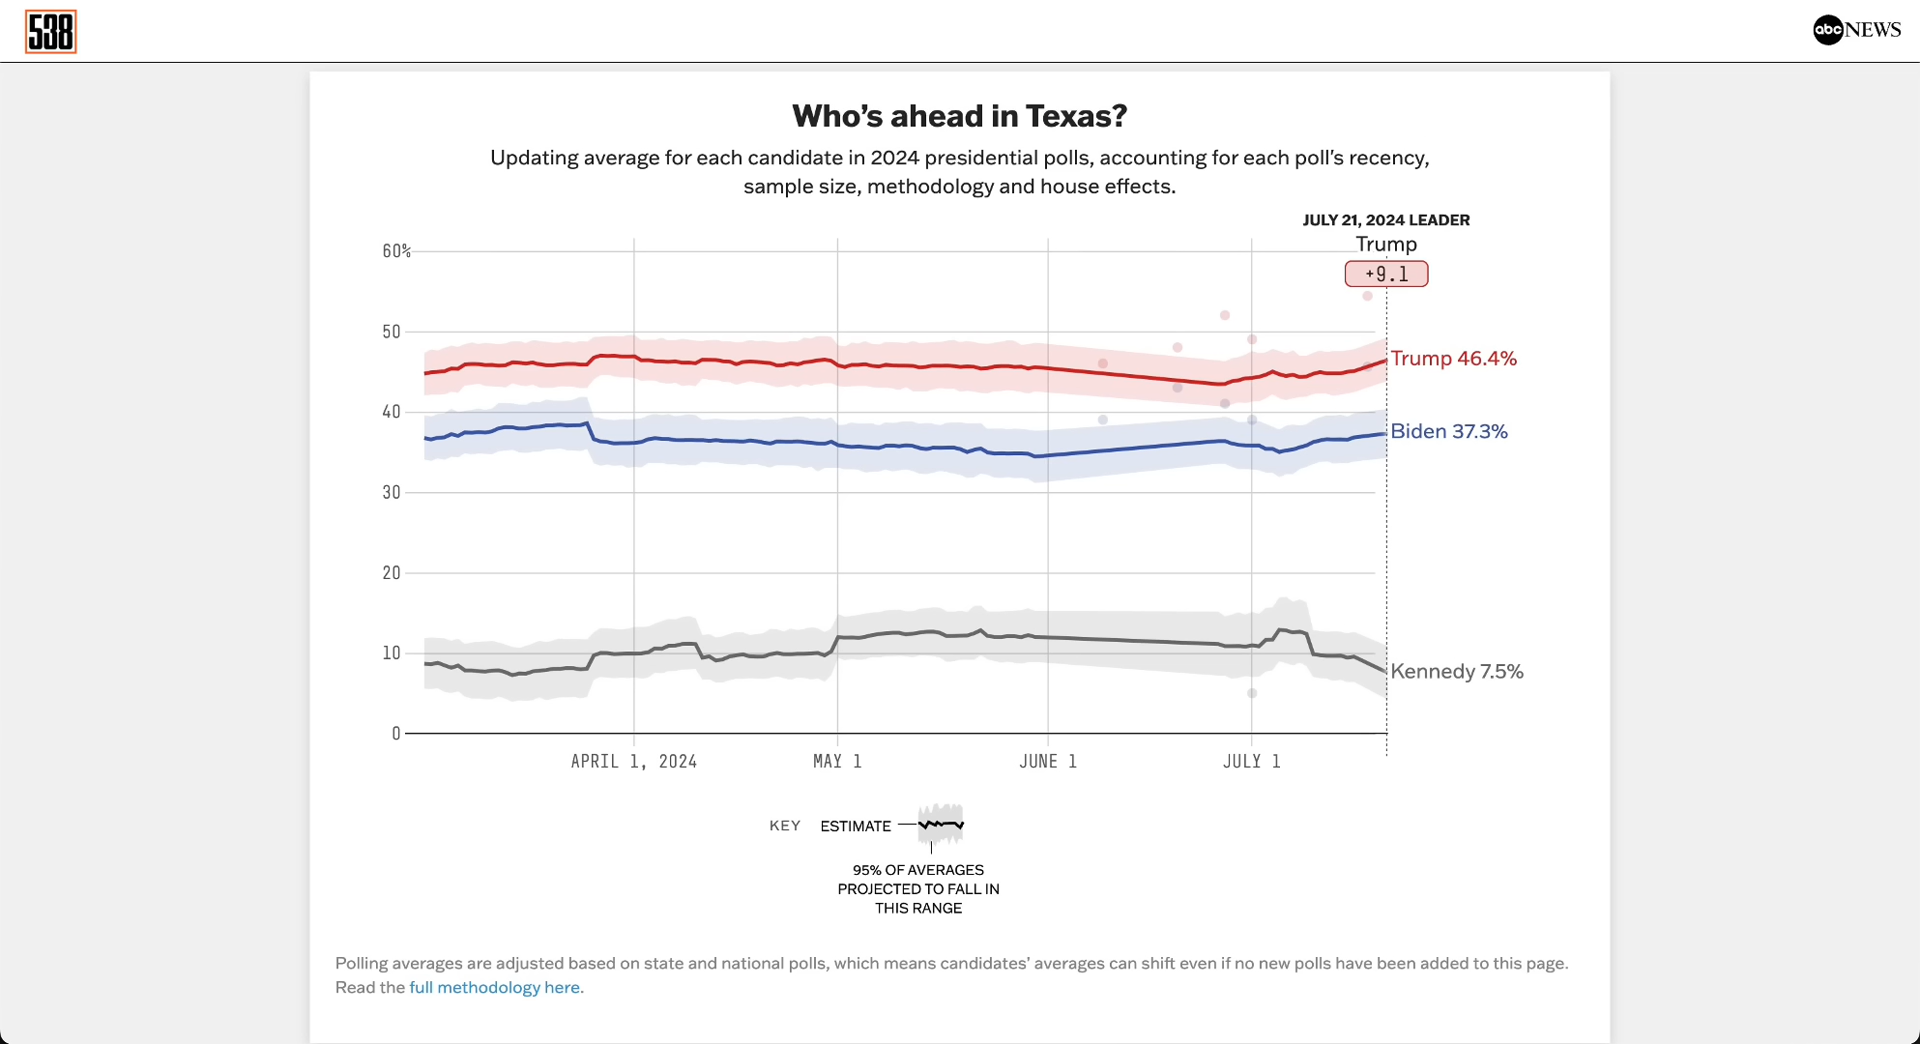 538
abc NEWS
Who's ahead in Texas?
Updating average for each candidate in 2024 presidential polls, accounting for each poll's recency,
sample size, methodology and house effects.
JULY 21, 2024 LEADER
Trump
+9.1
60%
50
40
30
20
10
0
Trump 46.4%
Biden 37.3%
Kennedy 7.5%
APRIL 1, 2024
MAY 1
JUNE 1
JULY 1
KEY
ESTIMATE
95% OF AVERAGES
PROJECTED TO FALL IN
THIS RANGE
Polling averages are adjusted based on state and national polls, which means candidates' averages can shift even if no new polls have been added to this page.
Read the full methodology here.